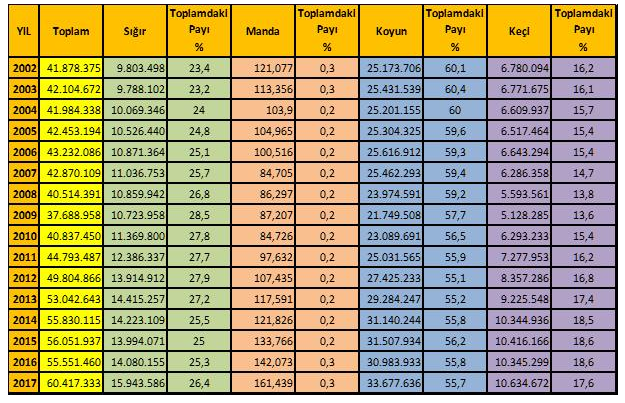 YIL Toplam Sığır Toplamdaki Payı % Manda Toplamdaki Payı % Koyun Toplamdaki Payı % Keçi Toplamdaki Payı %
2002 41.878.375 9.803.498 23,4 121,077 0,3 25.173.706 60,1 6.780.094 16,2
2003 42.104.672 9.788.102 23,2 113,356 0,3 25.431.539 60,4 6.771.675 16,1
2004 41.984.338 10.069.346 24 103,9 0,2 25.201.155 60 6.609.937 15,7
2005 42.453.194 10.526.440 24,8 104,965 0,2 25.304.325 59,6 6.517.464 15,4
2006 43.232.086 10.871.364 25,1 100,516 0,2 25.616.912 59,3 6.643.294 15,4
2007 42.870.109 11.036.753 25,7 84,705 0,2 25.462.293 59,4 6.286.358 14,7
2008 40.514.391 10.859.942 26,8 86,297 0,2 23.974.591 59,2 5.593.561 13,8
2009 37.688.958 10.723.958 28,5 87,207 0,2 21.749.508 57,7 5.128.285 13,6
2010 40.837.450 11.369.800 27,8 84,726 0,2 23.089.691 56,5 6.293.233 15,4
2011 44.793.487 12.386.337 27,7 97,632 0,2 25.031.565 55,9 7.277.953 16,2
2012 49.804.866 13.914.912 27,9 107,435 0,2 27.425.233 55,1 8.357.286 16,8
2013 53.042.643 14.415.257 27,2 117,591 0,2 29.284.247 55,2 9.225.548 17,4
2014 55.830.115 14.223.109 25,5 121,826 0,2 31.140.244 55,8 10.344.936 18,5
2015 56.051.937 13.994.071 25 133,766 0,2 31.507.934 56,2 10.416.166 18,6
2016 55.551.460 14.080.155 25,3 142,073 0,3 30.983.933 55,8 10.345.299 18,6
2017 60.417.333 15.943.586 26,4 161,439 0,3 33.677.636 55,7 10.634.672 17,6